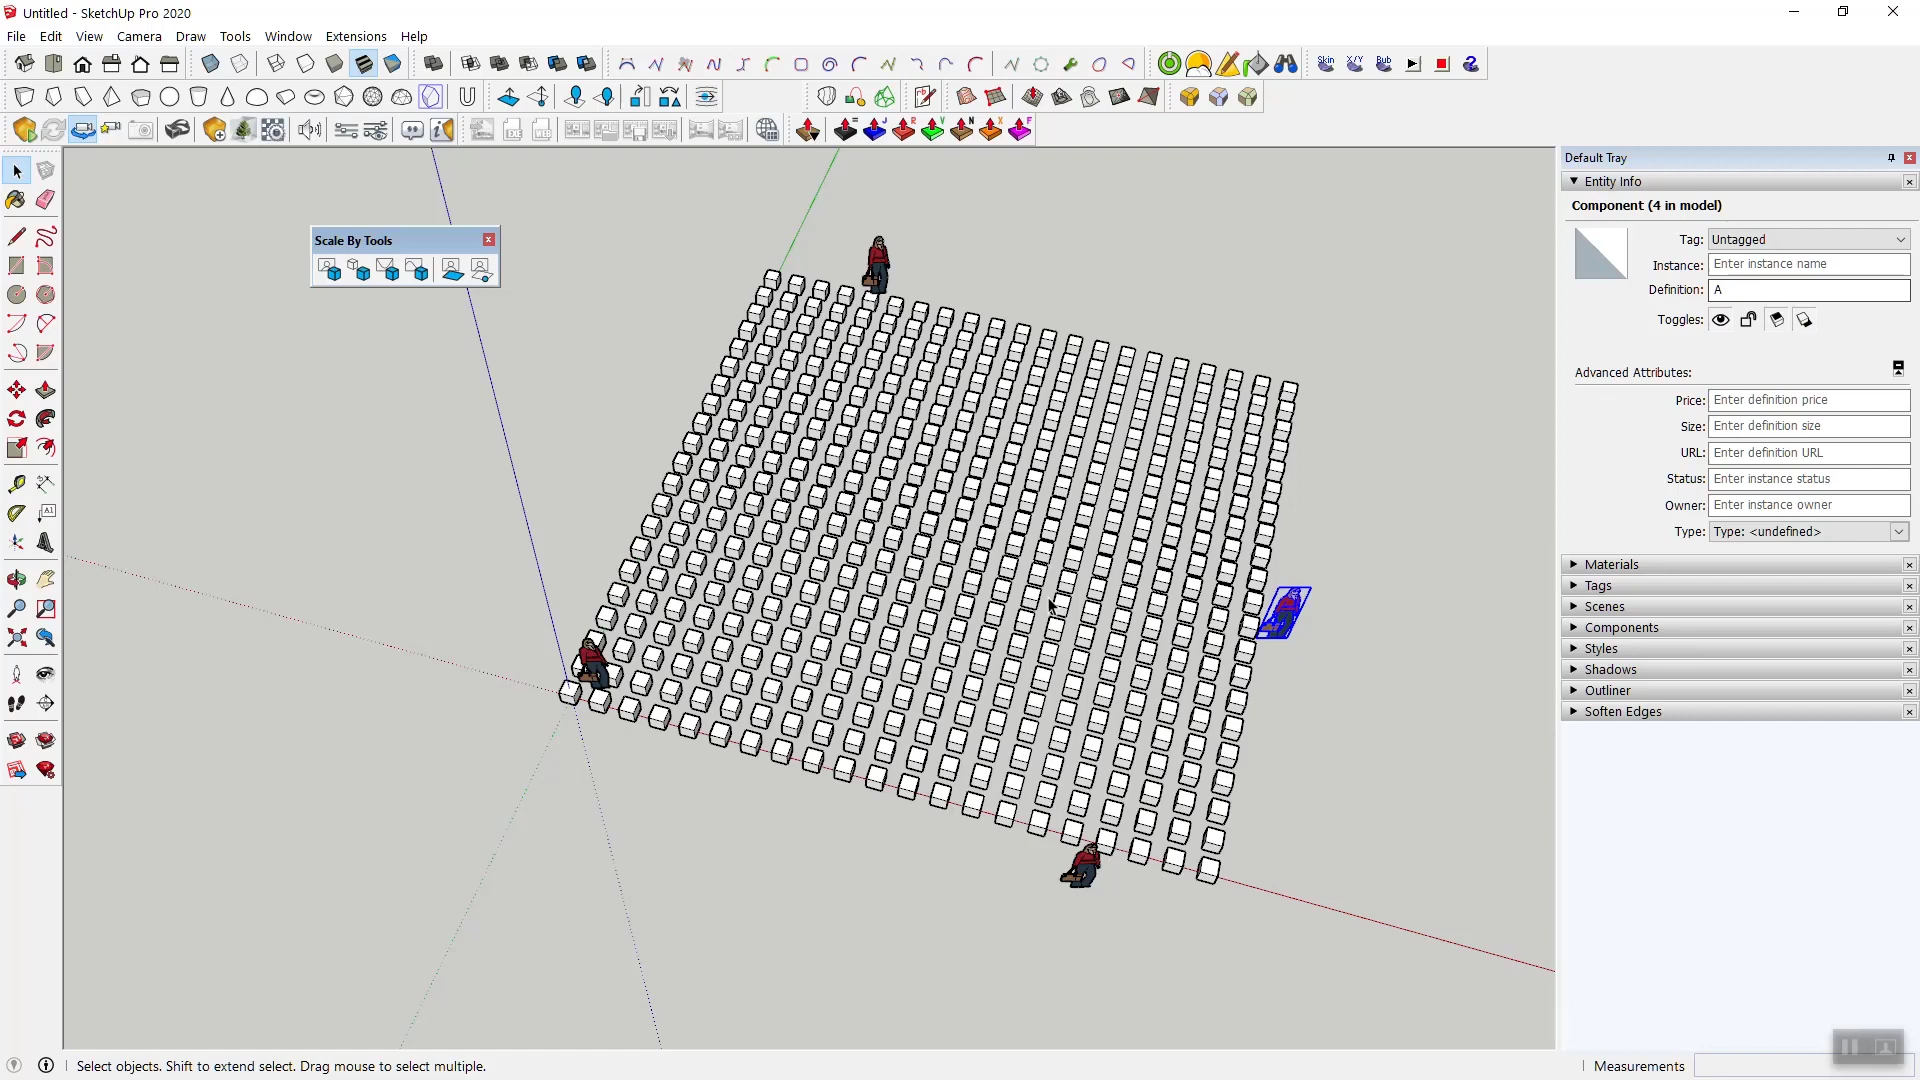 Untitled - SketchUp Pro 2020
File Edit View Camera Draw Tools Window Extensions Help
Skin X/Y Bub
= J R V N X F
Scale By Tools
A1
Default Tray
Entity Info
Component (4 in model)
Tag: Untagged
Instance: Enter instance name
Definition: A
Toggles:
Advanced Attributes:
Price: Enter definition price
Size: Enter definition size
URL: Enter definition URL
Status: Enter instance status
Owner: Enter instance owner
Type: Type: <undefined>
Materials
Tags
Scenes
Components
Styles
Shadows
Outliner
Soften Edges
Select objects. Shift to extend select. Drag mouse to select multiple.
Measurements